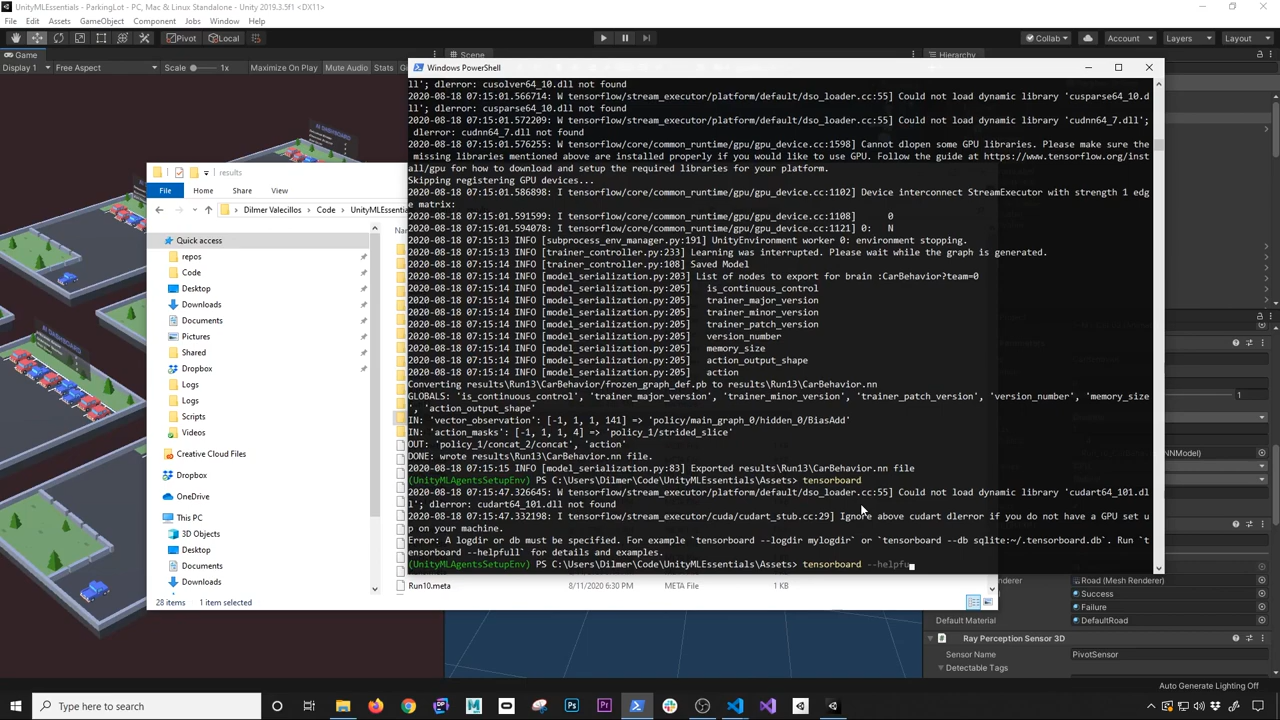 UnityMLEssentials - ParkingLot - PC, Mac & Linux Standalone - Unity 2019.3.5f1 <DX11>
File Edit Assets GameObject Component Jobs Window Help
Pivot Local Collab Account Layers Layout
Game Scene Hierarchy
Display 1 Free Aspect Scale 1x Maximize On Play Mute Audio Stats
Windows PowerShell
ll'; dlerror: cusolver64_10.dll not found
2020-08-18 07:15:01.566714: W tensorflow/stream_executor/platform/default/dso_loader.cc:55] Could not load dynamic library 'cusparse64_10.d
ll'; dlerror: cusparse64_10.dll not found
2020-08-18 07:15:01.572209: W tensorflow/stream_executor/platform/default/dso_loader.cc:55] Could not load dynamic library 'cudnn64_7.dll';
dlerror: cudnn64_7.dll not found
2020-08-18 07:15:01.576255: W tensorflow/core/common_runtime/gpu/gpu_device.cc:1598] Cannot dlopen some GPU libraries. Please make sure the
missing libraries mentioned above are installed properly if you would like to use GPU. Follow the guide at https://www.tensorflow.org/inst
all/gpu for how to download and setup the required libraries for your platform.
Skipping registering GPU devices...
2020-08-18 07:15:01.586898: I tensorflow/core/common_runtime/gpu/gpu_device.cc:1102] Device interconnect StreamExecutor with strength 1 edg
e matrix:
2020-08-18 07:15:01.591599: I tensorflow/core/common_runtime/gpu/gpu_device.cc:1108] 0
2020-08-18 07:15:01.594078: I tensorflow/core/common_runtime/gpu/gpu_device.cc:1121] 0: N
2020-08-18 07:15:13 INFO [subprocess_env_manager.py:191] UnityEnvironment worker 0: environment stopping.
2020-08-18 07:15:13 INFO [trainer_controller.py:233] Learning was interrupted. Please wait while the graph is generated.
2020-08-18 07:15:14 INFO [trainer_controller.py:108] Saved Model
2020-08-18 07:15:14 INFO [model_serialization.py:203] List of nodes to export for brain :CarBehavior?team=0
2020-08-18 07:15:14 INFO [model_serialization.py:205] is_continuous_control
2020-08-18 07:15:14 INFO [model_serialization.py:205] trainer_major_version
2020-08-18 07:15:14 INFO [model_serialization.py:205] trainer_minor_version
2020-08-18 07:15:14 INFO [model_serialization.py:205] trainer_patch_version
2020-08-18 07:15:14 INFO [model_serialization.py:205] version_number
2020-08-18 07:15:14 INFO [model_serialization.py:205] memory_size
2020-08-18 07:15:14 INFO [model_serialization.py:205] action_output_shape
2020-08-18 07:15:14 INFO [model_serialization.py:205] action
Converting results\Run13\CarBehavior/frozen_graph_def.pb to results\Run13\CarBehavior.nn
GLOBALS: 'is_continuous_control', 'trainer_major_version', 'trainer_minor_version', 'trainer_patch_version', 'version_number', 'memory_size
', 'action_output_shape'
IN: 'vector_observation': [-1, 1, 1, 141] => 'policy/main_graph_0/hidden_0/BiasAdd'
IN: 'action_masks': [-1, 1, 1, 4] => 'policy_1/strided_slice'
OUT: 'policy_1/concat_2/concat', 'action'
DONE: wrote results\Run13\CarBehavior.nn file.
2020-08-18 07:15:15 INFO [model_serialization.py:83] Exported results\Run13\CarBehavior.nn file
(UnityMLAgentsSetupEnv) PS C:\Users\Dilmer\Code\UnityMLEssentials\Assets> tensorboard
2020-08-18 07:15:47.326645: W tensorflow/stream_executor/platform/default/dso_loader.cc:55] Could not load dynamic library 'cudart64_101.dl
l'; dlerror: cudart64_101.dll not found
2020-08-18 07:15:47.332198: I tensorflow/stream_executor/cuda/cudart_stub.cc:29] Ignore above cudart dlerror if you do not have a GPU set u
p on your machine.
Error: A logdir or db must be specified. For example `tensorboard --logdir mylogdir` or `tensorboard --db sqlite:~/.tensorboard.db`. Run `t
ensorboard --helpfull` for details and examples.
(UnityMLAgentsSetupEnv) PS C:\Users\Dilmer\Code\UnityMLEssentials\Assets> tensorboard --helpfu
results
File Home Share View
Dilmer Valecillos Code UnityMLEssenti
Quick access
repos
Code
Desktop
Downloads
Documents
Pictures
Shared
Dropbox
Logs
Logs
Scripts
Videos
Creative Cloud Files
Dropbox
OneDrive
This PC
3D Objects
Desktop
Documents
Downloads
Run10.meta 8/11/2020 6:30 PM META File 1 KB
28 items 1 item selected
1
NNModel)
Road (Mesh Renderer)
Success
Failure
Default Material DefaultRoad
Ray Perception Sensor 3D
Sensor Name PivotSensor
Detectable Tags
Auto Generate Lighting Off
Type here to search